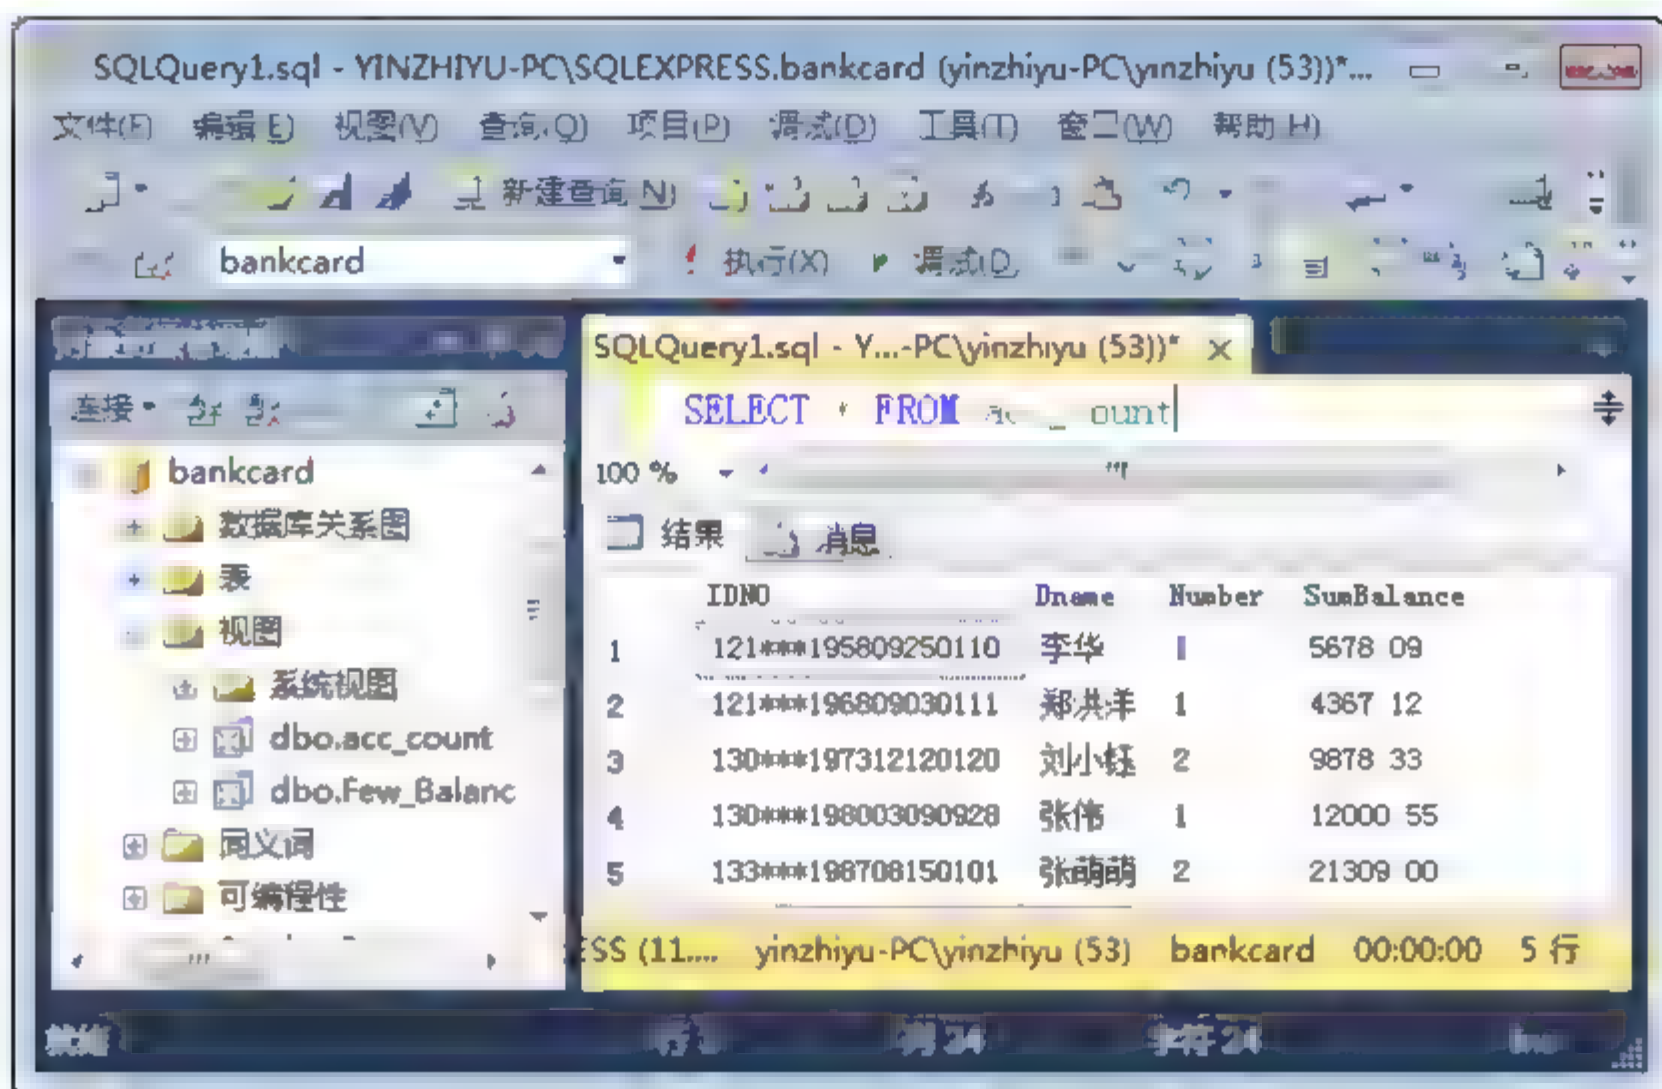 SQLQuery1.sql - YINZHIYU-PC\SQLEXPRESS.bankcard (yinzhiyu-PC\yinzhiyu (53))*...
文件(F) 编辑(E) 视图(V) 查询(Q) 项目(P) 调试(D) 工具(T) 窗口(W) 帮助(H)
新建查询(N)
bankcard 执行(X) 调试(D)
SQLQuery1.sql - Y...-PC\yinzhiyu (53))* ×
连接
SELECT * FROM acc_count
100 %
bankcard
数据库关系图
表
视图
系统视图
dbo.acc_count
dbo.Few_Balanc
同义词
可编程性
结果 消息
IDNO Dname Number SumBalance
1 121***195809250110 李华 1 5678 09
2 121***196809030111 郑洪洋 1 4367 12
3 130***197312120120 刘小钰 2 9878 33
4 130***198003090928 张伟 1 12000 55
5 133***198708150101 张萌萌 2 21309 00
ESS (11.... yinzhiyu-PC\yinzhiyu (53) bankcard 00:00:00 5 行
就绪